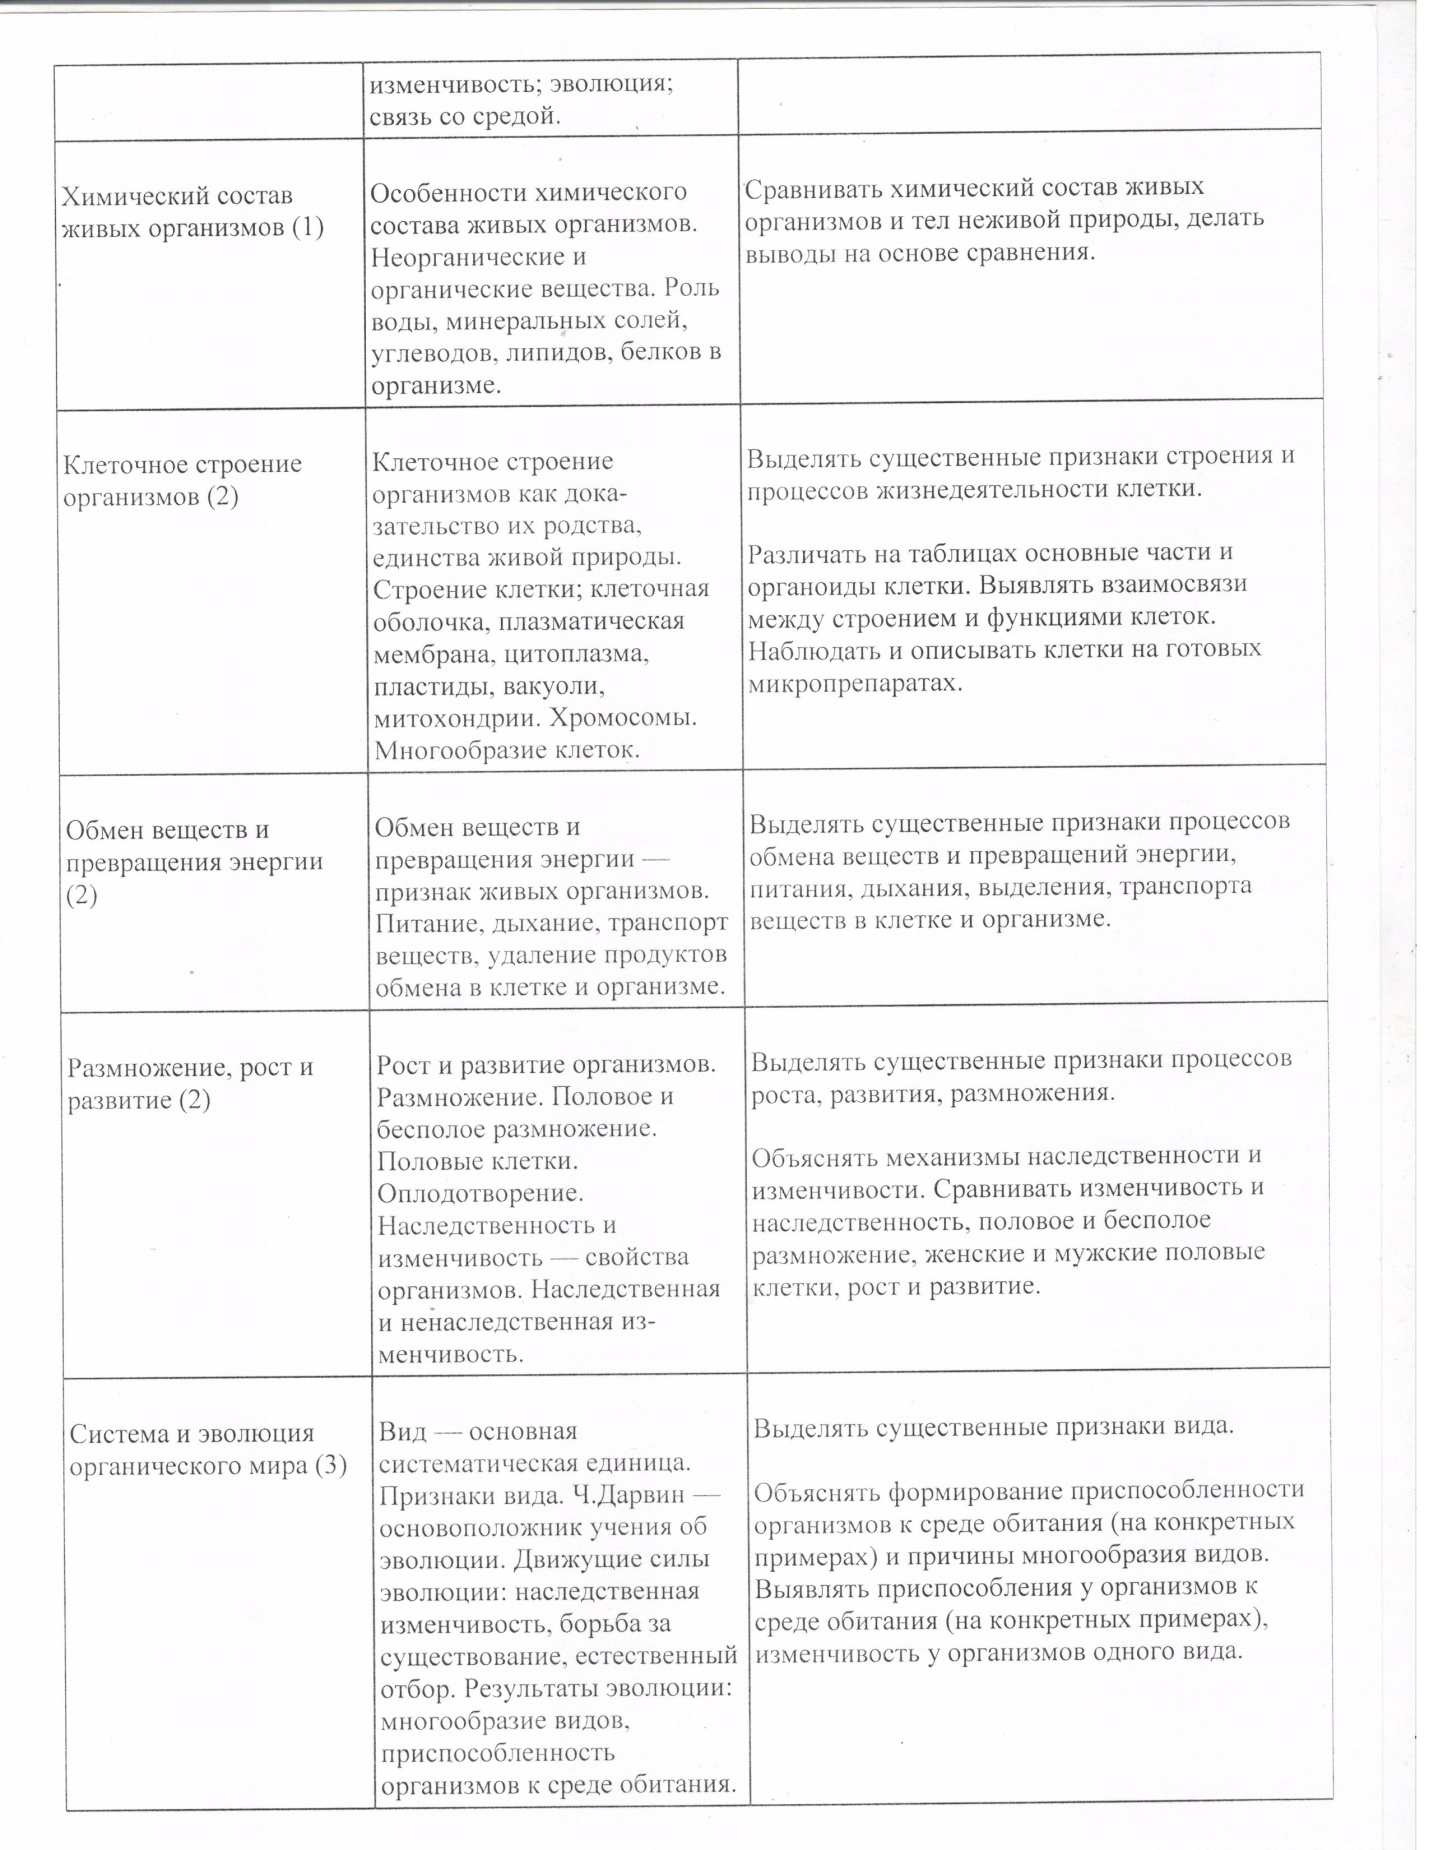 изменчивость; эволюция;
связь со средой.
Химический состав
живых организмов (1)
Особенности химического
состава живых организмов.
Неорганические и
органические вещества. Роль
воды, минеральных солей,
углеводов, липидов, белков в
организме.
Сравнивать химический состав живых
организмов и тел неживой природы, делать
выводы на основе сравнения.
Клеточное строение
организмов (2)
Клеточное строение
организмов как дока-
зательство их родства,
единства живой природы.
Строение клетки; клеточная
оболочка, плазматическая
мембрана, цитоплазма,
пластиды, вакуоли,
митохондрии. Хромосомы.
Многообразие клеток.
Выделять существенные признаки строения и
процессов жизнедеятельности клетки.
Различать на таблицах основные части и
органоиды клетки. Выявлять взаимосвязи
между строением и функциями клеток.
Наблюдать и описывать клетки на готовых
микропрепаратах.
Обмен веществ и
превращения энергии
(2)
Обмен веществ и
превращения энергии —
признак живых организмов.
Питание, дыхание, транспорт
веществ, удаление продуктов
обмена в клетке и организме.
Выделять существенные признаки процессов
обмена веществ и превращений энергии,
питания, дыхания, выделения, транспорта
веществ в клетке и организме.
Размножение, рост и
развитие (2)
Рост и развитие организмов.
Размножение. Половое и
бесполое размножение.
Половые клетки.
Оплодотворение.
Наследственность и
изменчивость — свойства
организмов. Наследственная
и ненаследственная из-
менчивость.
Выделять существенные признаки процессов
роста, развития, размножения.
Объяснять механизмы наследственности и
изменчивости. Сравнивать изменчивость и
наследственность, половое и бесполое
размножение, женские и мужские половые
клетки, рост и развитие.
Система и эволюция
органического мира (3)
Вид — основная
систематическая единица.
Признаки вида. Ч.Дарвин —
основоположник учения об
эволюции. Движущие силы
эволюции: наследственная
изменчивость, борьба за
существование, естественный
отбор. Результаты эволюции:
многообразие видов,
приспособленность
организмов к среде обитания.
Выделять существенные признаки вида.
Объяснять формирование приспособленности
организмов к среде обитания (на конкретных
примерах) и причины многообразия видов.
Выявлять приспособления у организмов к
среде обитания (на конкретных примерах),
изменчивость у организмов одного вида.